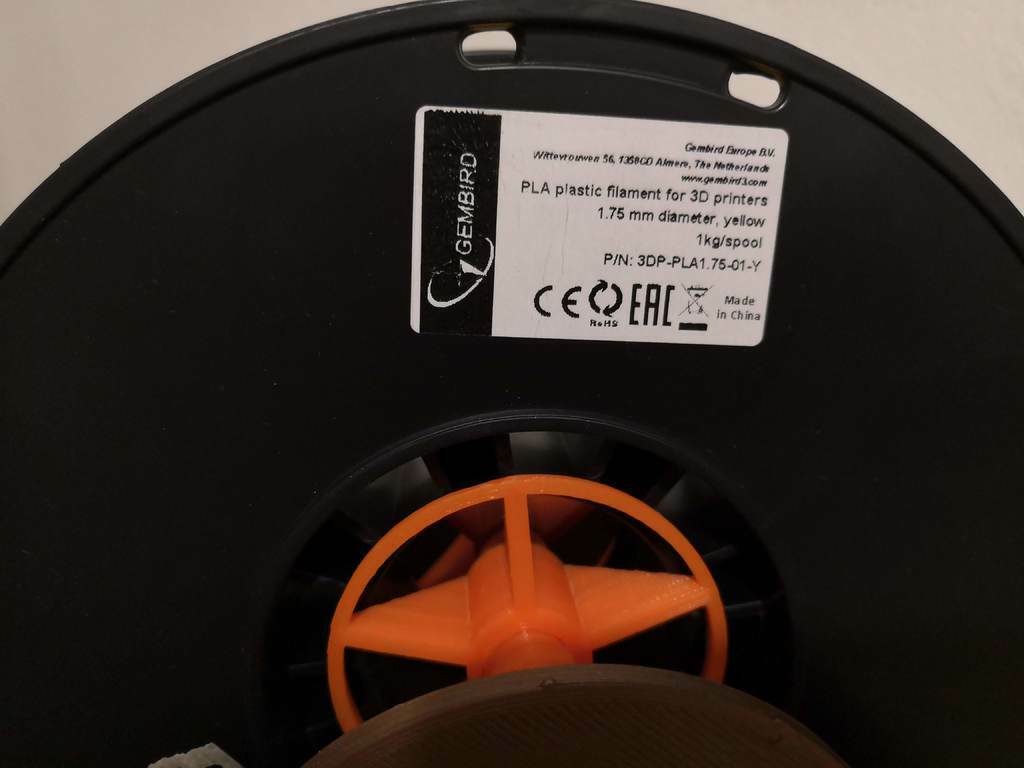 GEMBIRD
Gembird Europe B.V.
Wittevrouwen 56, 1358CD Almere, The Netherlands
www.gembird3.com
PLA plastic filament for 3D printers
1.75 mm diameter, yellow
1kg/spool
P/N: 3DP-PLA1.75-01-Y
CE RoHS EAC Made
in China